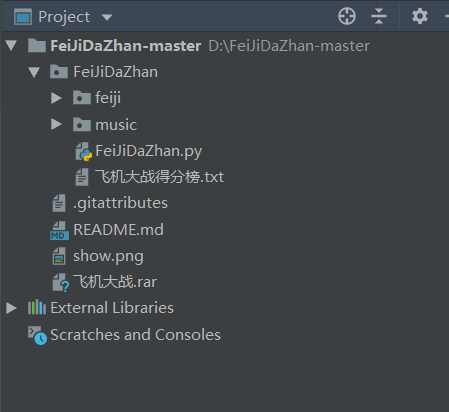 Project
FeiJiDaZhan-master D:\FeiJiDaZhan-master
FeiJiDaZhan
feiji
music
FeiJiDaZhan.py
飞机大战得分榜.txt
.gitattributes
MD README.md
show.png
飞机大战.rar
External Libraries
Scratches and Consoles